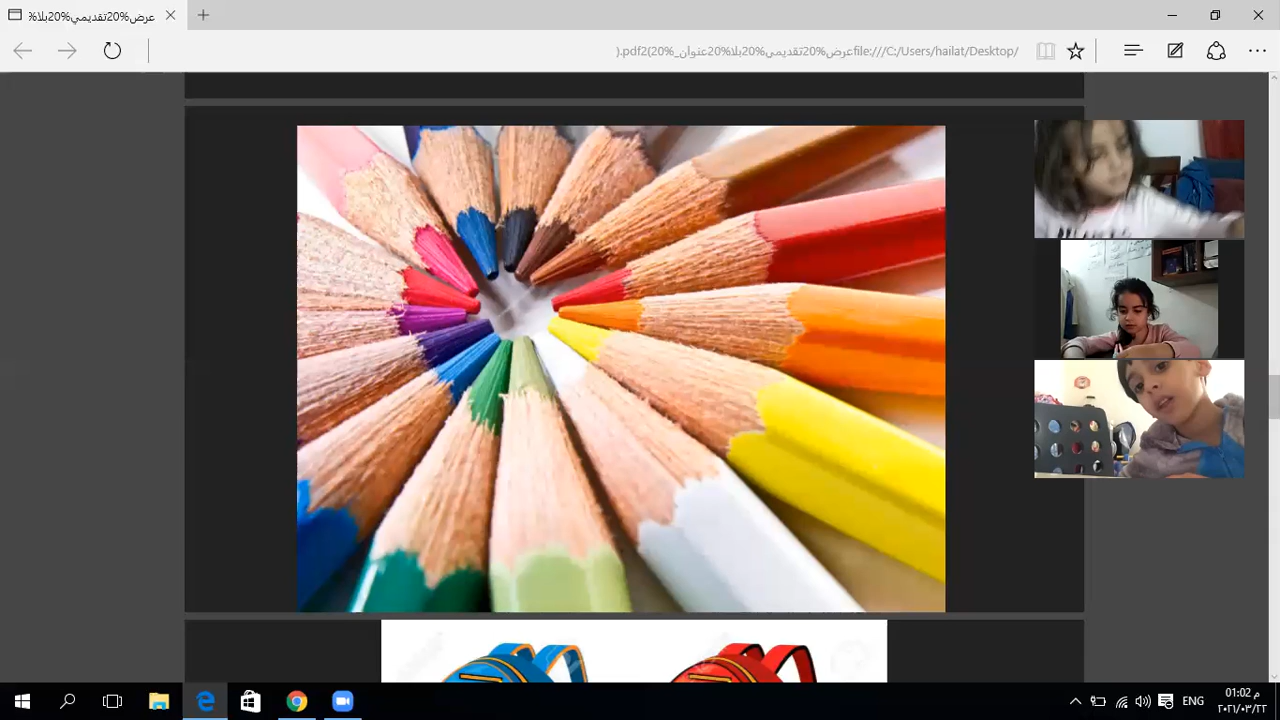 عرض%20تقديمي%20بلا%
file:///C:/Users/hailat/Desktop/عرض%20تقديمي%20بلا%20عنوان_%20(2.pdf).
ENG
01:02 م
٢٠٢١/٠٣/٢٢